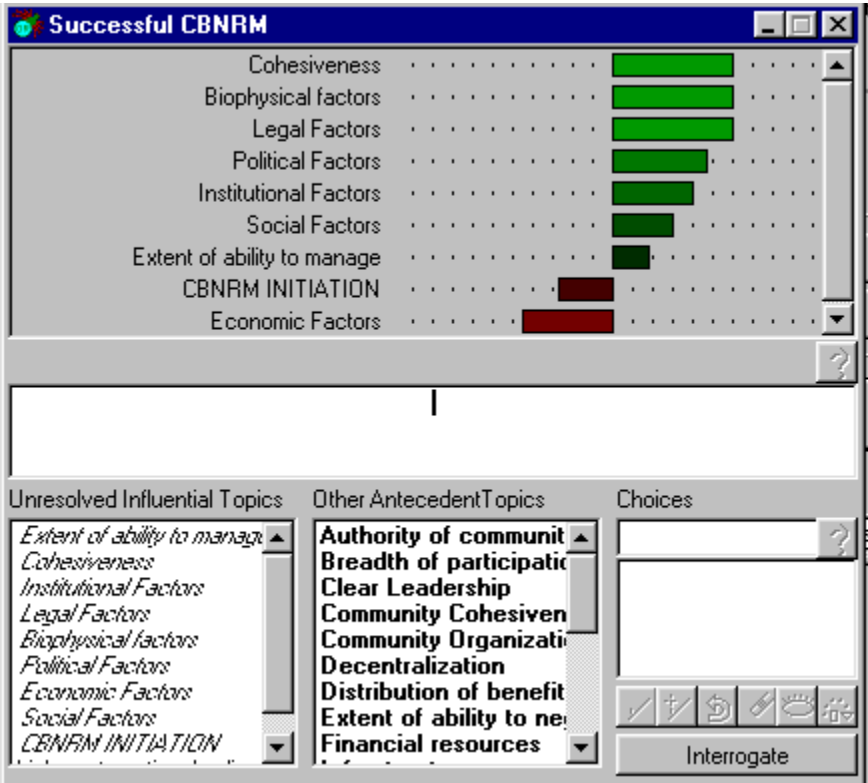 Successful CBNRM
Cohesiveness
Biophysical factors
Legal Factors
Political Factors
Institutional Factors
Social Factors
Extent of ability to manage
CBNRM INITIATION
Economic Factors
Unresolved Influential Topics
Extent of ability to manage
Cohesiveness
Institutional Factors
Legal Factors
Biophysical factors
Political Factors
Economic Factors
Social Factors
CBNRM INITIATION
Other AntecedentTopics
Authority of communit
Breadth of participatio
Clear Leadership
Community Cohesiven
Community Organizati
Decentralization
Distribution of benefit
Extent of ability to ne
Financial resources
Choices
Interrogate